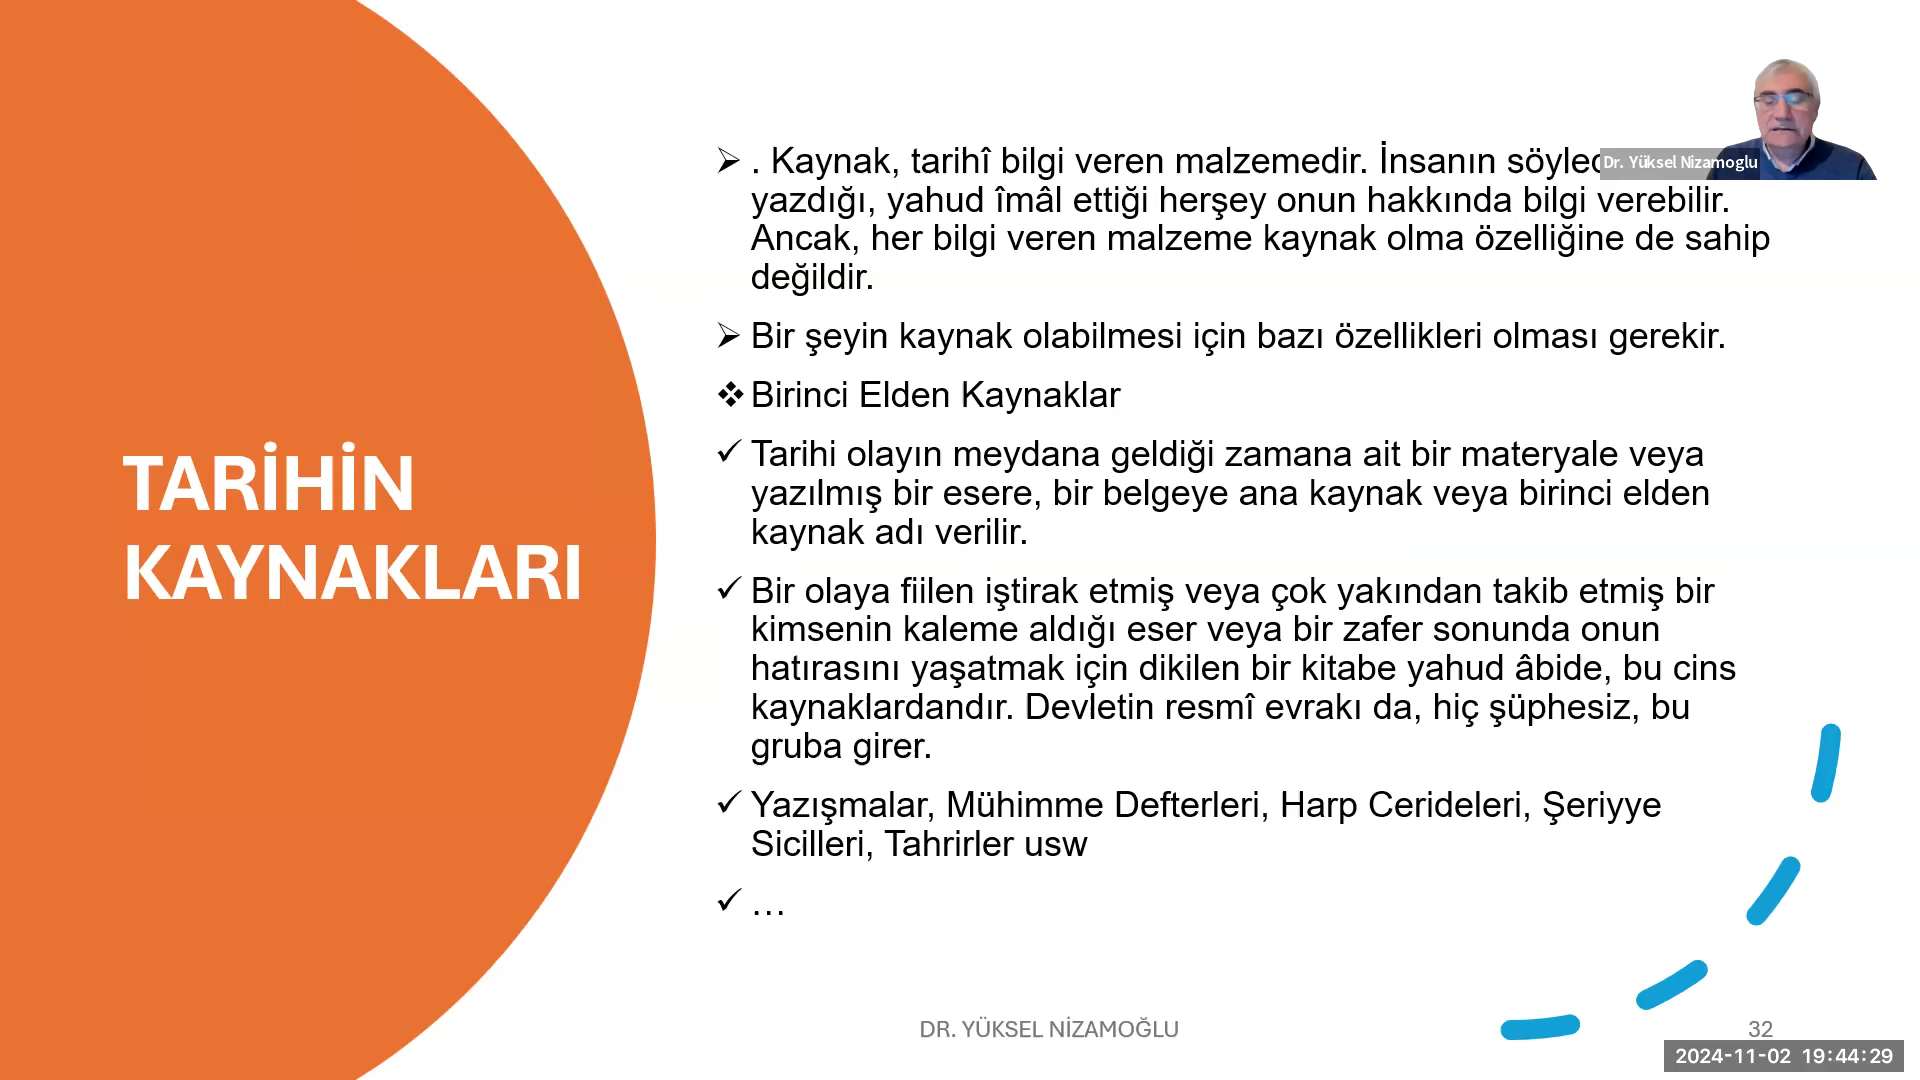 TARİHİN
KAYNAKLARI
. Kaynak, tarihî bilgi veren malzemedir. İnsanın
yazdığı, yahud îmâl ettiği herşey onun hakkında bilgi verebilir.
Ancak, her bilgi veren malzeme kaynak olma özelliğine de sahip
değildir.
Bir şeyin kaynak olabilmesi için bazı özellikleri olması gerekir.
Birinci Elden Kaynaklar
Tarihi olayın meydana geldiği zamana ait bir materyale veya
yazılmış bir esere, bir belgeye ana kaynak veya birinci elden
kaynak adı verilir.
Bir olaya fiilen iştirak etmiş veya çok yakından takib etmiş bir
kimsenin kaleme aldığı eser veya bir zafer sonunda onun
hatırasını yaşatmak için dikilen bir kitabe yahud âbide, bu cins
kaynaklardandır. Devletin resmî evrakı da, hiç şüphesiz, bu
gruba girer.
Yazışmalar, Mühimme Defterleri, Harp Cerideleri, Şeriyye
Sicilleri, Tahrirler usw
…
Dr. Yüksel Nizamoglu
DR. YÜKSEL NİZAMOĞLU
32
2024-11-02 19:44:29